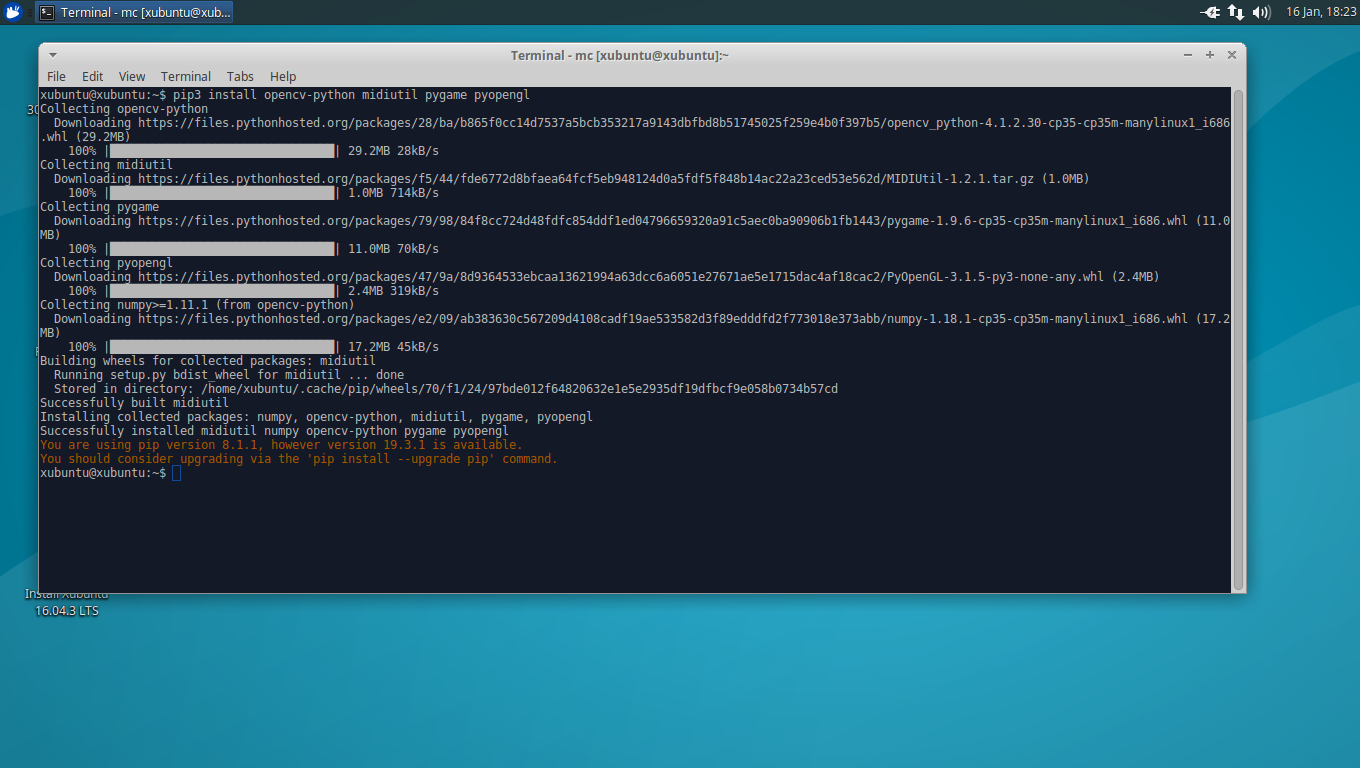 Terminal - mc [xubuntu@xub...
16 Jan, 18:23
Terminal - mc [xubuntu@xubuntu]:~
File Edit View Terminal Tabs Help
xubuntu@xubuntu:~$ pip3 install opencv-python midiutil pygame pyopengl
Collecting opencv-python
  Downloading https://files.pythonhosted.org/packages/28/ba/b865f0cc14d7537a5bcb353217a9143dbfbd8b51745025f259e4b0f397b5/opencv_python-4.1.2.30-cp35-cp35m-manylinux1_i686
.whl (29.2MB)
    100% |████████████████████████████████| 29.2MB 28kB/s
Collecting midiutil
  Downloading https://files.pythonhosted.org/packages/f5/44/fde6772d8bfaea64fcf5eb948124d0a5fdf5f848b14ac22a23ced53e562d/MIDIUtil-1.2.1.tar.gz (1.0MB)
    100% |████████████████████████████████| 1.0MB 714kB/s
Collecting pygame
  Downloading https://files.pythonhosted.org/packages/79/98/84f8cc724d48fdfc854ddf1ed04796659320a91c5aec0ba90906b1fb1443/pygame-1.9.6-cp35-cp35m-manylinux1_i686.whl (11.0
MB)
    100% |████████████████████████████████| 11.0MB 70kB/s
Collecting pyopengl
  Downloading https://files.pythonhosted.org/packages/47/9a/8d9364533ebcaa13621994a63dcc6a6051e27671ae5e1715dac4af18cac2/PyOpenGL-3.1.5-py3-none-any.whl (2.4MB)
    100% |████████████████████████████████| 2.4MB 319kB/s
Collecting numpy>=1.11.1 (from opencv-python)
  Downloading https://files.pythonhosted.org/packages/e2/09/ab383630c567209d4108cadf19ae533582d3f89edddfd2f773018e373abb/numpy-1.18.1-cp35-cp35m-manylinux1_i686.whl (17.2
MB)
    100% |████████████████████████████████| 17.2MB 45kB/s
Building wheels for collected packages: midiutil
  Running setup.py bdist_wheel for midiutil ... done
  Stored in directory: /home/xubuntu/.cache/pip/wheels/70/f1/24/97bde012f64820632e1e5e2935df19dfbcf9e058b0734b57cd
Successfully built midiutil
Installing collected packages: numpy, opencv-python, midiutil, pygame, pyopengl
Successfully installed midiutil numpy opencv-python pygame pyopengl
You are using pip version 8.1.1, however version 19.3.1 is available.
You should consider upgrading via the 'pip install --upgrade pip' command.
xubuntu@xubuntu:~$
Install Xubuntu
16.04.3 LTS